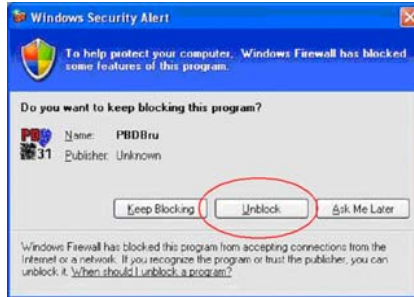 Windows Security Alert
To help protect your computer, Windows Firewall has blocked
some features of this program.
Do you want to keep blocking this program?
PBD
31
Name: PBDBru
Publisher: Unknown
Keep Blocking Unblock Ask Me Later
Windows Firewall has blocked this program from accepting connections from the
Internet or a network. If you recognize the program or trust the publisher, you can
unblock it. When should I unblock a program?